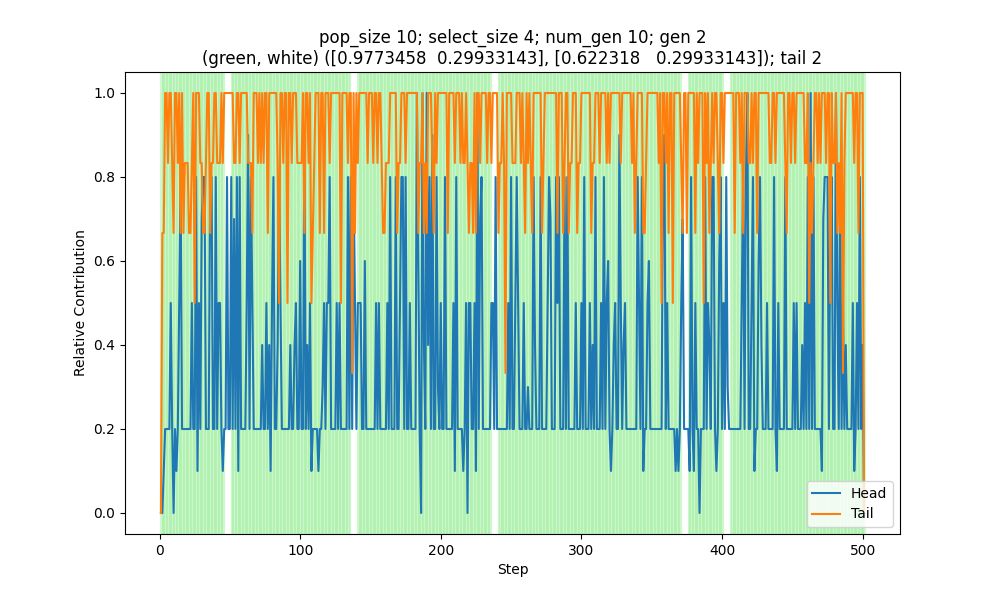 pop_size 10; select_size 4; num_gen 10; gen 2
(green, white) ([0.9773458  0.29933143], [0.622318   0.29933143]); tail 2
1.0
0.8
0.6
0.4
0.2
0.0
Relative Contribution
0
100
200
300
400
500
Step
Head
Tail